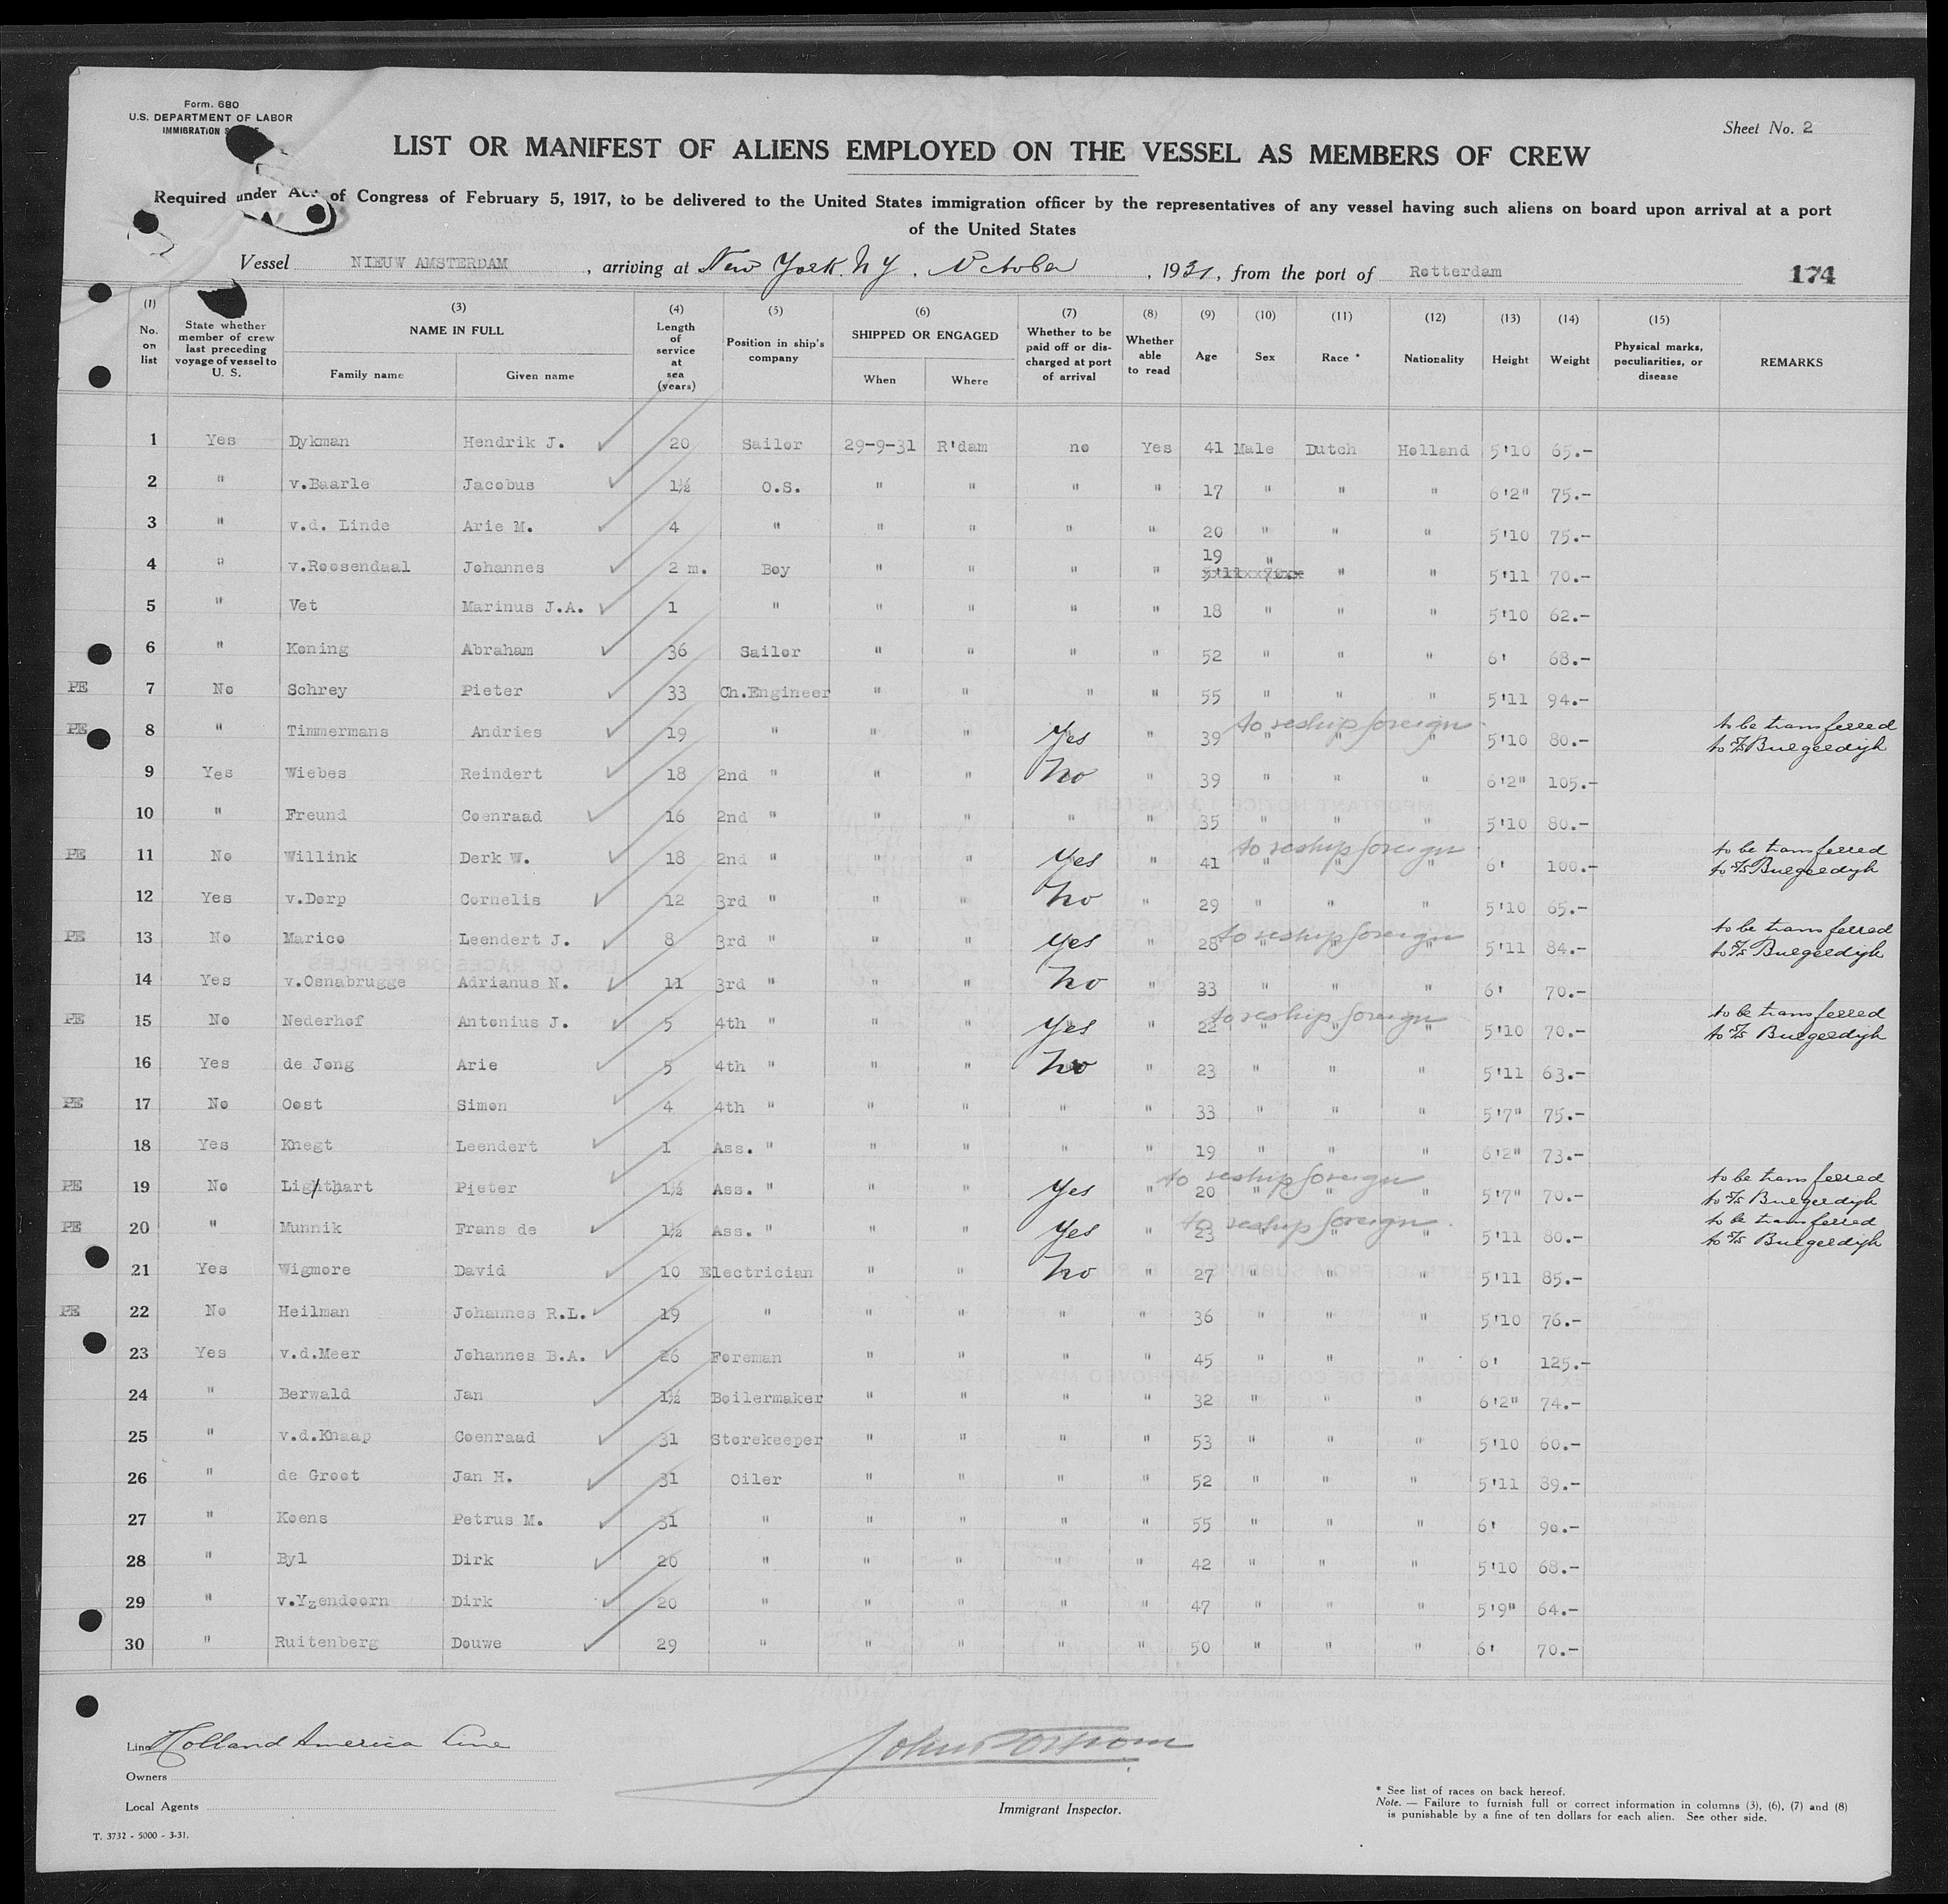 Form. 680
U.S. DEPARTMENT OF LABOR
IMMIGRATION
Sheet No. 2
LIST OR MANIFEST OF ALIENS EMPLOYED ON THE VESSEL AS MEMBERS OF CREW
Required under Act of Congress of February 5, 1917, to be delivered to the United States immigration officer by the representatives of any vessel having such aliens on board upon arrival at a port
of the United States
Vessel NIEUW AMSTERDAM, arriving at New York. N.Y., October, 1931, from the port of Rotterdam 174
(1) No. on list
State whether member of crew last preceding voyage of vessel to U. S.
(3) NAME IN FULL Family name Given name
(4) Length of service at sea (years)
(5) Position in ship's company
(6) SHIPPED OR ENGAGED When Where
(7) Whether to be paid off or discharged at port of arrival
(8) Whether able to read
(9) Age
(10) Sex
(11) Race *
(12) Nationality
(13) Height
(14) Weight
(15) Physical marks, peculiarities, or disease
REMARKS
1 Yes Dykman Hendrik J. 20 Sailor 29-9-31 R'dam no Yes 41 Male Dutch Holland 5'10 65.-
2 " v.Baarle Jacobus 1½ O.S. " " " " 17 " " " 6'2" 75.-
3 " v.d. Linde Arie M. 4 " " " " " 20 " " " 5'10 75.-
4 " v.Roosendaal Johannes 2 m. Boy " " " " 19 " " " 5'11 70.-
5 " Vet Marinus J.A. 1 " " " " " 18 " " " 5'10 62.-
6 " Koning Abraham 36 Sailor " " " " 52 " " " 6' 68.-
PE 7 No Schrey Pieter 33 Ch.Engineer " " " " 55 " " " 5'11 94.-
PE 8 " Timmermans Andries 19 " " " Yes " 39 " " " to reship foreign 5'10 80.- to be transferred to S/S Burgerdijk
9 Yes Wiebes Reindert 18 2nd " " " No " 39 " " " 6'2" 105.-
10 " Freund Coenraad 16 2nd " " " " " 35 " " " 5'10 80.-
PE 11 No Willink Derk W. 18 2nd " " " Yes " 41 " " " to reship foreign 6' 100.- to be transferred to S/S Burgerdijk
12 Yes v.Dorp Cornelis 12 3rd " " " No " 29 " " " 5'10 65.-
PE 13 No Marico Leendert J. 8 3rd " " " Yes " 28 " " " to reship foreign 5'11 84.- to be transferred to S/S Burgerdijk
14 Yes v.Osnabrugge Adrianus N. 11 3rd " " " No " 33 " " " 6' 70.-
PE 15 No Nederhof Antonius J. 5 4th " " " Yes " 22 " " " to reship foreign 5'10 70.- to be transferred to S/S Burgerdijk
16 Yes de Jong Arie 5 4th " " " No " 23 " " " 5'11 63.-
PE 17 No Oost Simon 4 4th " " " " " 33 " " " 5'7" 75.-
18 Yes Knegt Leendert 1 Ass. " " " " " 19 " " " 6'2" 73.-
PE 19 No Ligthart Pieter 1½ Ass. " " " Yes " 20 " " " to reship foreign 5'7" 70.- to be transferred to S/S Burgerdijk
PE 20 " Munnik Frans de 1½ Ass. " " " Yes " 23 " " " to reship foreign 5'11 80.- to be transferred to S/S Burgerdijk
21 Yes Wigmore David 10 Electrician " " No " 27 " " " 5'11 85.-
PE 22 No Heilman Johannes R.L. 19 " " " " " 36 " " " 5'10 76.-
23 Yes v.d.Meer Johannes B.A. 26 Foreman " " " " 45 " " " 6' 125.-
24 " Berwald Jan 1½ Boilermaker " " " " 32 " " " 6'2" 74.-
25 " v.d.Knaap Coenraad 31 Storekeeper " " " " 53 " " " 5'10 60.-
26 " de Groot Jan H. 31 Oiler " " " " 52 " " " 5'11 89.-
27 " Koens Petrus M. 31 " " " " " 55 " " " 6' 90.-
28 " Byl Dirk 20 " " " " " 42 " " " 5'10 68.-
29 " v.Yzendoorn Dirk 20 " " " " " 47 " " " 5'9" 64.-
30 " Ruitenberg Douwe 29 " " " " " 50 " " " 6' 70.-
Line Holland America Line
Owners
Local Agents
Immigrant Inspector.
* See list of races on back hereof.
Note. — Failure to furnish full or correct information in columns (3), (6), (7) and (8)
is punishable by a fine of ten dollars for each alien. See other side.
T. 3732 - 5000 - 3-31.